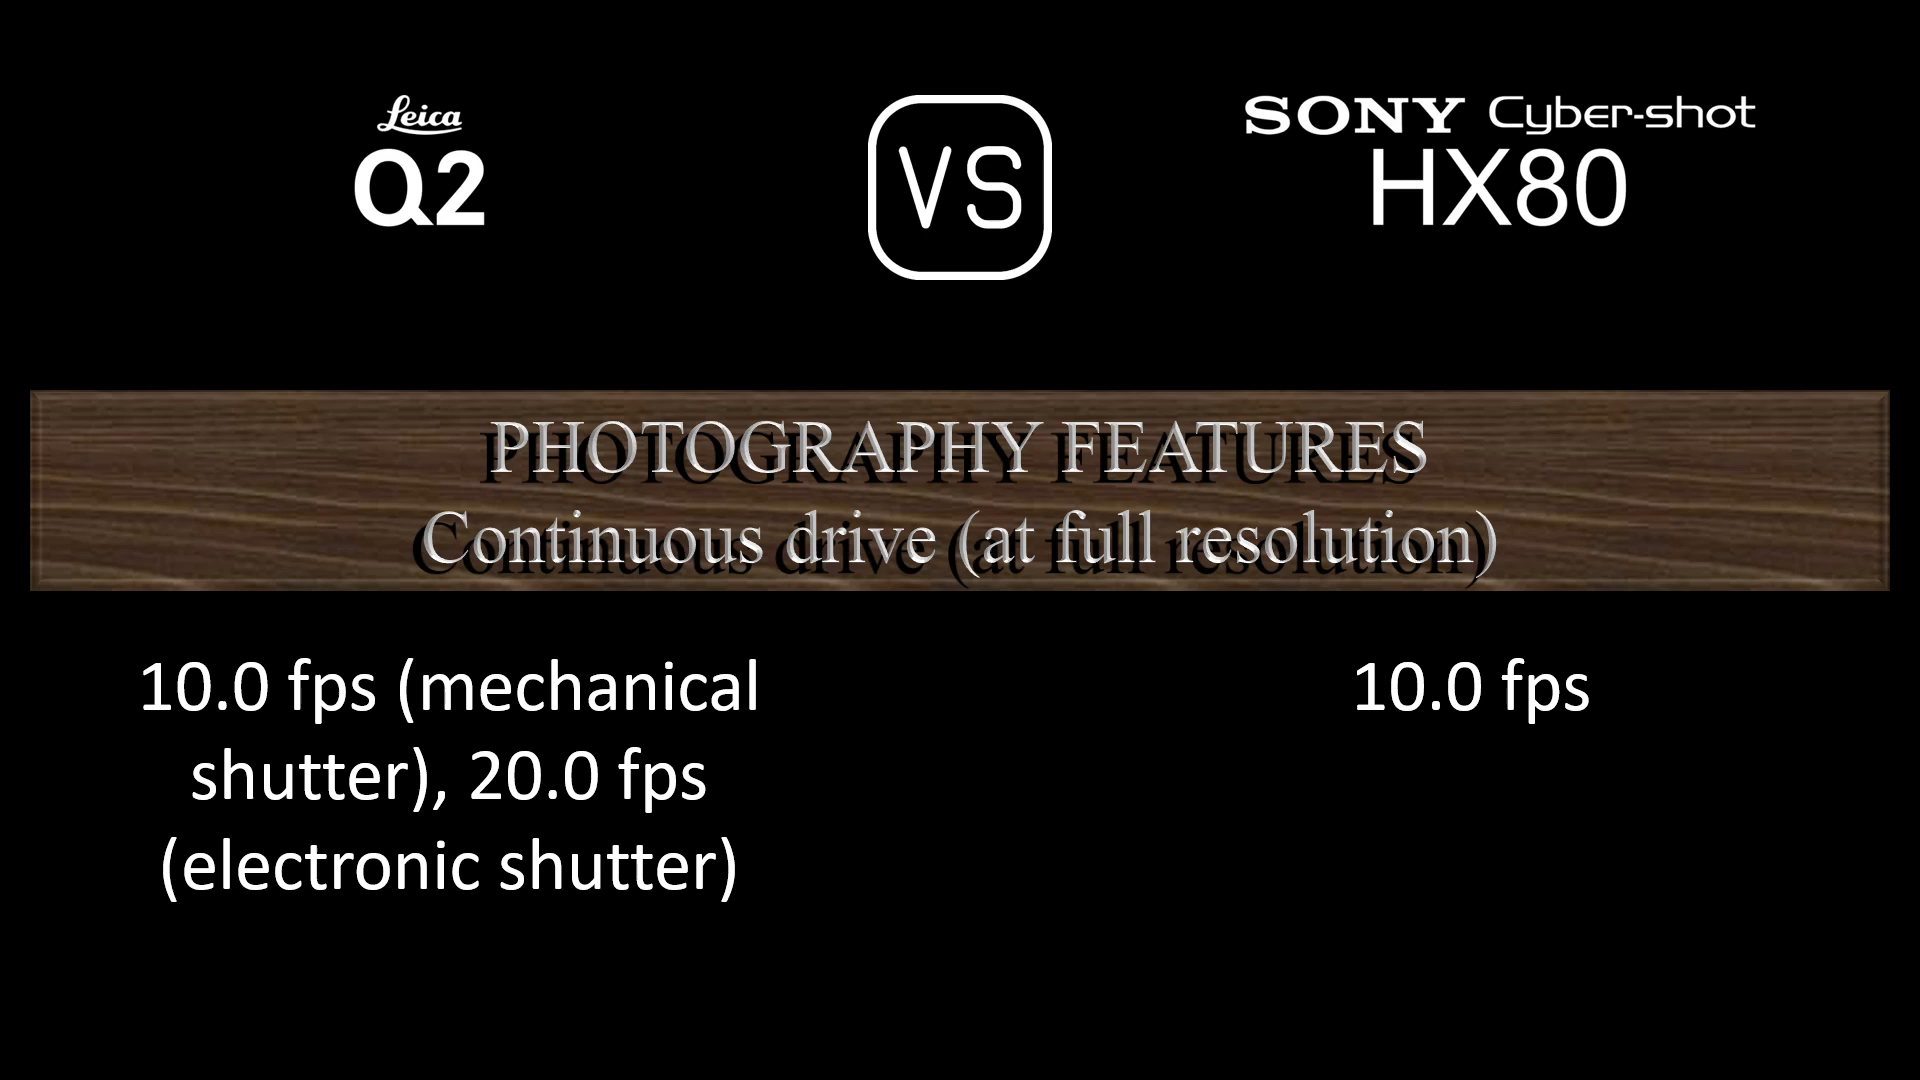 Leica
Q2
VS
SONY Cyber-shot
HX80
PHOTOGRAPHY FEATURES
Continuous drive (at full resolution)
10.0 fps (mechanical
shutter), 20.0 fps
(electronic shutter)
10.0 fps